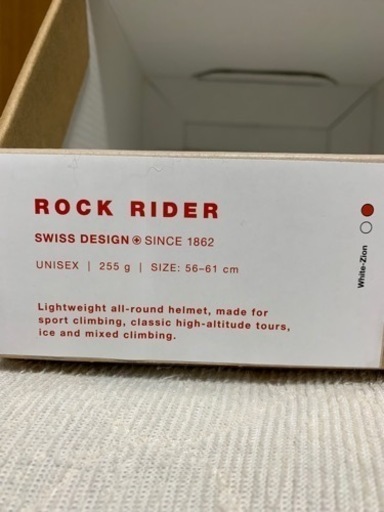 ROCK RIDER
SWISS DESIGN SINCE 1862
UNISEX | 255 g | SIZE: 56–61 cm
Lightweight all-round helmet, made for
sport climbing, classic high-altitude tours,
ice and mixed climbing.
White-Zion